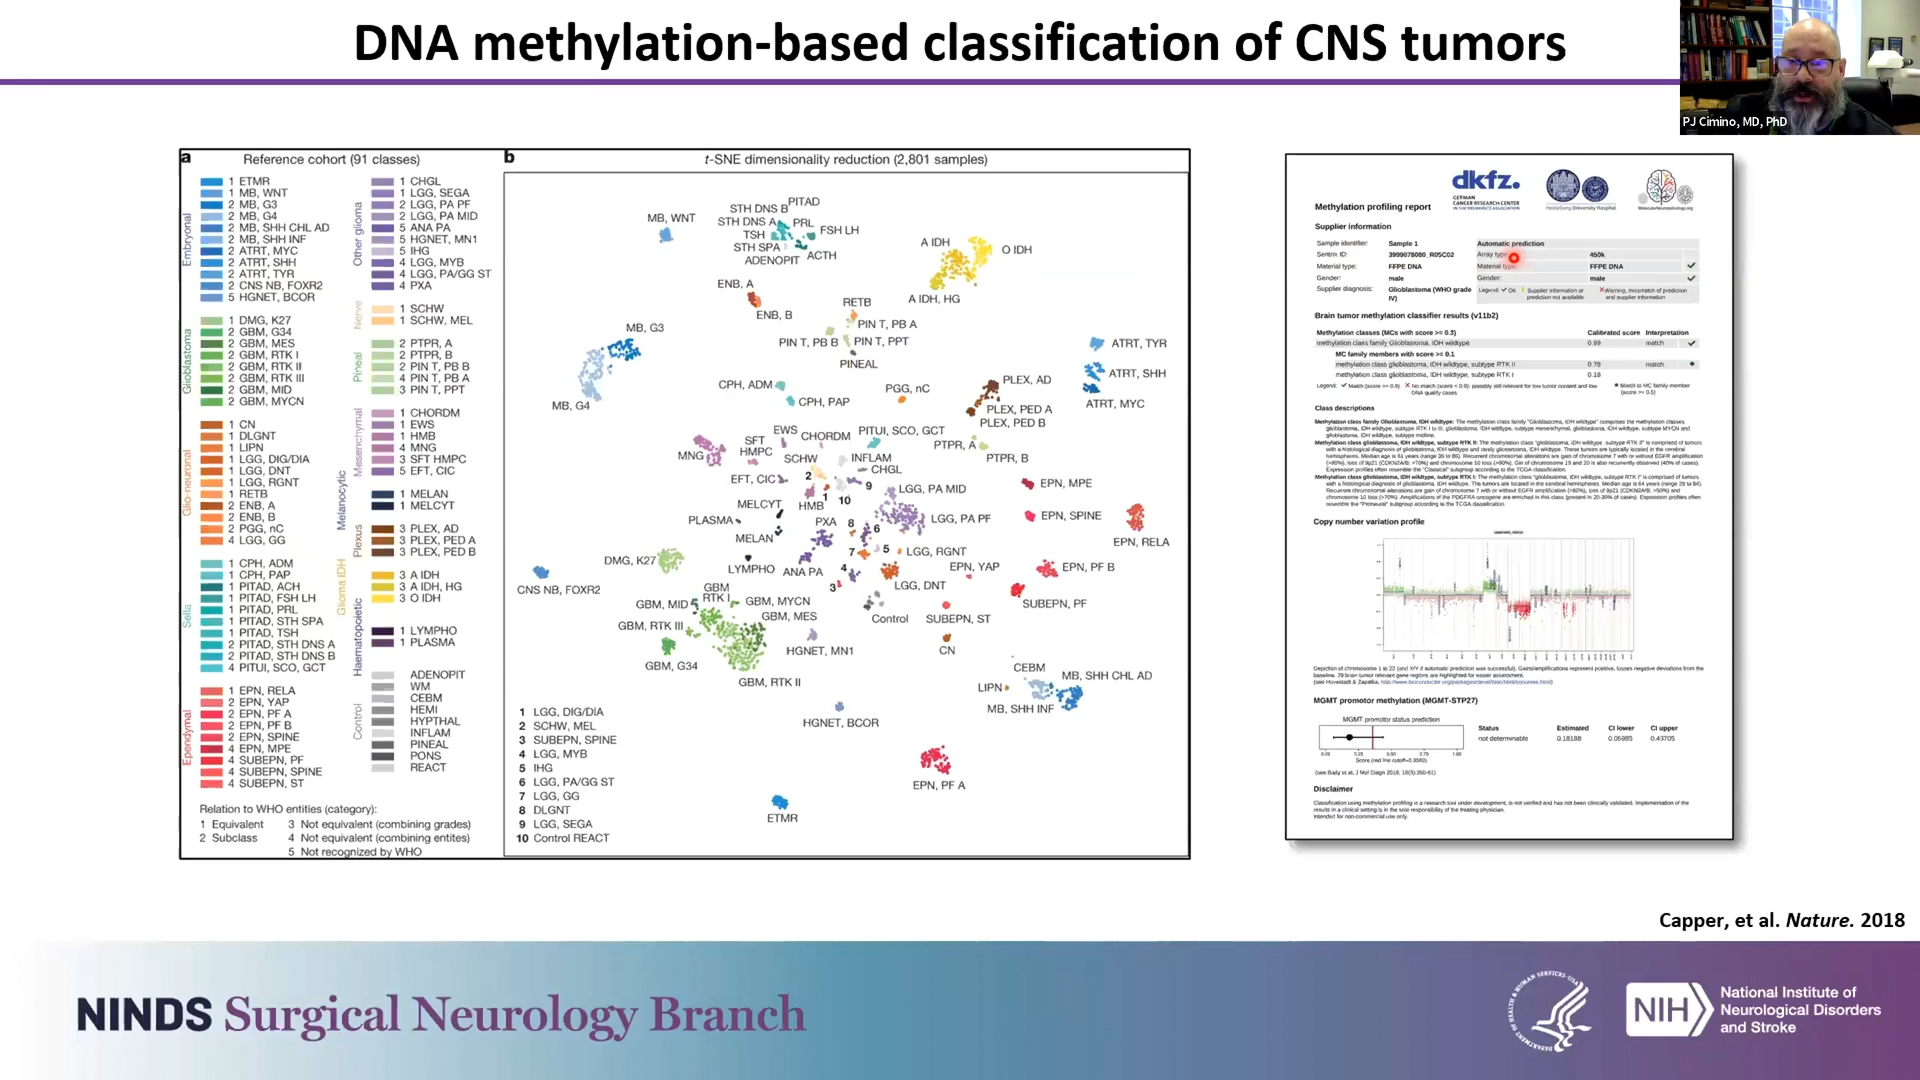 DNA methylation-based classification of CNS tumors
PJ Cimino, MD, PhD
a
Reference cohort (91 classes)
Embryonal
1 ETMR
1 MB, WNT
2 MB, G3
2 MB, G4
2 MB, SHH CHL AD
2 MB, SHH INF
2 ATRT, MYC
2 ATRT, SHH
2 ATRT, TYR
2 CNS NB, FOXR2
5 HGNET, BCOR
Glioblastoma
1 DMG, K27
2 GBM, G34
2 GBM, MES
2 GBM, RTK I
2 GBM, RTK II
2 GBM, RTK III
2 GBM, MID
2 GBM, MYCN
Glio-neuronal
1 CN
1 DLGNT
1 LIPN
1 LGG, DIG/DIA
1 LGG, DNT
1 LGG, RGNT
1 RETB
2 ENB, A
2 ENB, B
2 PGG, nC
4 LGG, GG
Sella
1 CPH, ADM
1 CPH, PAP
1 PITAD, ACH
1 PITAD, FSH LH
1 PITAD, PRL
1 PITAD, STH SPA
1 PITAD, TSH
2 PITAD, STH DNS A
2 PITAD, STH DNS B
4 PITUI, SCO, GCT
Ependymal
1 EPN, RELA
2 EPN, YAP
2 EPN, PF A
2 EPN, PF B
2 EPN, SPINE
4 EPN, MPE
4 SUBEPN, PF
4 SUBEPN, SPINE
4 SUBEPN, ST
Other glioma
1 CHGL
1 LGG, SEGA
2 LGG, PA PF
2 LGG, PA MID
5 ANA PA
5 HGNET, MN1
5 IHG
4 LGG, MYB
4 LGG, PA/GG ST
4 PXA
Nerve
1 SCHW
1 SCHW, MEL
Pineal
2 PTPR, A
2 PTPR, B
2 PIN T, PB B
4 PIN T, PB A
3 PIN T, PPT
Mesenchymal
1 CHORDM
1 EWS
1 HMB
4 MNG
3 SFT HMPC
5 EFT, CIC
Melanocytic
1 MELAN
1 MELCYT
Plexus
3 PLEX, AD
3 PLEX, PED A
3 PLEX, PED B
Glioma IDH
3 A IDH
3 A IDH, HG
3 O IDH
Haematopoietic
1 LYMPHO
1 PLASMA
Control
ADENOPIT
WM
CEBM
HEMI
HYPTHAL
INFLAM
PINEAL
PONS
REACT
Relation to WHO entities (category):
1 Equivalent
2 Subclass
3 Not equivalent (combining grades)
4 Not equivalent (combining entites)
5 Not recognized by WHO
b
t-SNE dimensionality reduction (2,801 samples)
MB, WNT
PITAD
STH DNS B
STH DNS A
PRL
TSH
FSH LH
STH SPA
ACTH
ADENOPIT
A IDH
O IDH
A IDH, HG
ENB, A
ENB, B
RETB
PIN T, PB A
PIN T, PB B
PIN T, PPT
PINEAL
MB, G3
MB, G4
ATRT, TYR
ATRT, SHH
ATRT, MYC
CPH, ADM
CPH, PAP
PGG, nC
PLEX, AD
PLEX, PED A
PLEX, PED B
EWS
CHORDM
PITUI, SCO, GCT
PTPR, A
PTPR, B
SFT
HMPC
MNG
SCHW
INFLAM
CHGL
EFT, CIC
2
9
1
10
LGG, PA MID
EPN, MPE
MELCYT
HMB
PLASMA
PXA
8
6
LGG, PA PF
EPN, SPINE
MELAN
EPN, RELA
DMG, K27
LYMPHO
ANA PA
7
5
LGG, RGNT
4
EPN, YAP
EPN, PF B
3
LGG, DNT
CNS NB, FOXR2
GBM
RTK I
GBM, MID
GBM, MYCN
GBM, MES
SUBEPN, PF
GBM, RTK III
Control
SUBEPN, ST
GBM, G34
HGNET, MN1
CN
GBM, RTK II
CEBM
MB, SHH CHL AD
LIPN
MB, SHH INF
HGNET, BCOR
EPN, PF A
ETMR
1 LGG, DIG/DIA
2 SCHW, MEL
3 SUBEPN, SPINE
4 LGG, MYB
5 IHG
6 LGG, PA/GG ST
7 LGG, GG
8 DLGNT
9 LGG, SEGA
10 Control REACT
dkfz.
GERMAN
CANCER RESEARCH CENTER
Heidelberg University Hospital
MolecularNeuropathology.org
Methylation profiling report
Supplier information
Sample identifier: Sample 1
Sentrix ID: 3999078080_R05C02
Material type: FFPE DNA
Gender: male
Supplier diagnosis: Glioblastoma (WHO grade IV)
Automatic prediction
Array type: 450k
Material type: FFPE DNA
Gender: male
Brain tumor methylation classifier results (v11b2)
Methylation classes (MCs with score >= 0.3) Calibrated score Interpretation
methylation class family Glioblastoma, IDH wildtype 0.99 match
MC family members with score >= 0.1
methylation class glioblastoma, IDH wildtype, subtype RTK II 0.78 match
methylation class glioblastoma, IDH wildtype, subtype RTK I 0.18
Class descriptions
Copy number variation profile
MGMT promotor methylation (MGMT-STP27)
MGMT promotor status prediction
Status Estimated CI lower CI upper
not determinable 0.18188 0.05985 0.43705
Disclaimer
Capper, et al. Nature. 2018
NINDS Surgical Neurology Branch
NIH
National Institute of
Neurological Disorders
and Stroke